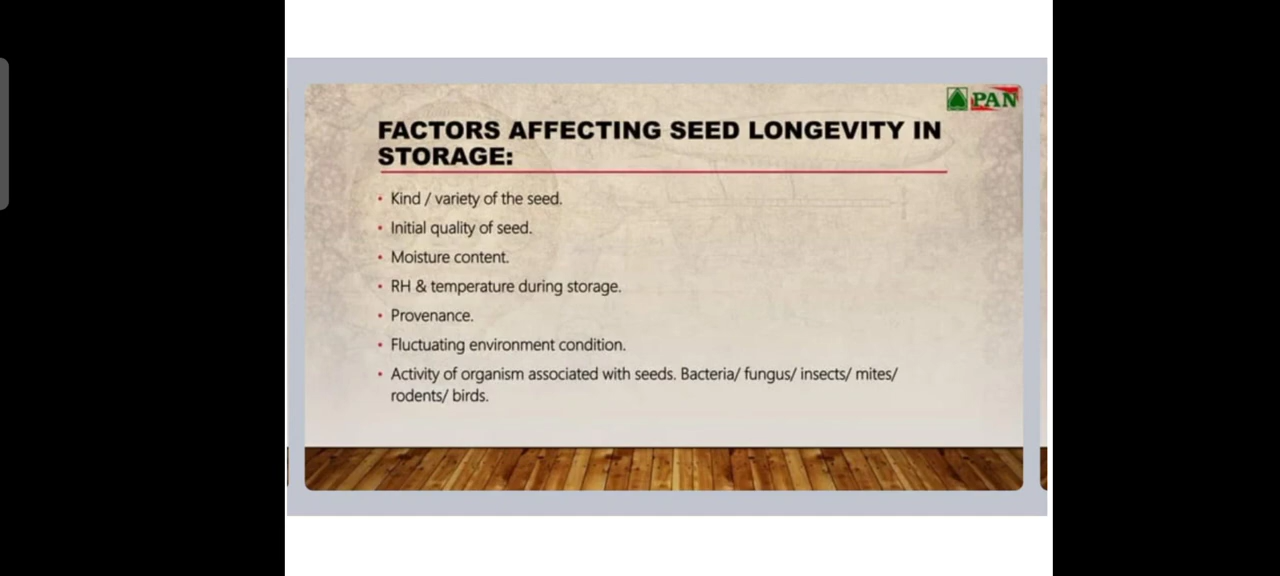 PAN
FACTORS AFFECTING SEED LONGEVITY IN
STORAGE:
• Kind / variety of the seed.
• Initial quality of seed.
• Moisture content.
• RH & temperature during storage.
• Provenance.
• Fluctuating environment condition.
• Activity of organism associated with seeds. Bacteria/ fungus/ insects/ mites/
rodents/ birds.